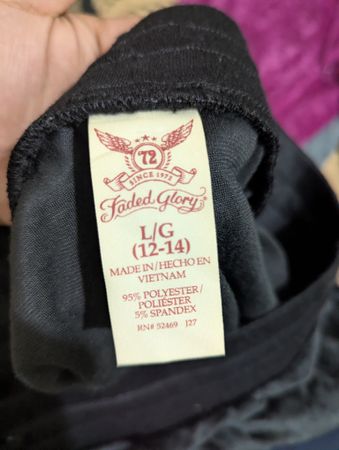 '72
SINCE 1972
Faded Glory®
L/G
(12-14)
MADE IN/HECHO EN
VIETNAM
95% POLYESTER/
POLIÉSTER
5% SPANDEX
RN# 52469 J27